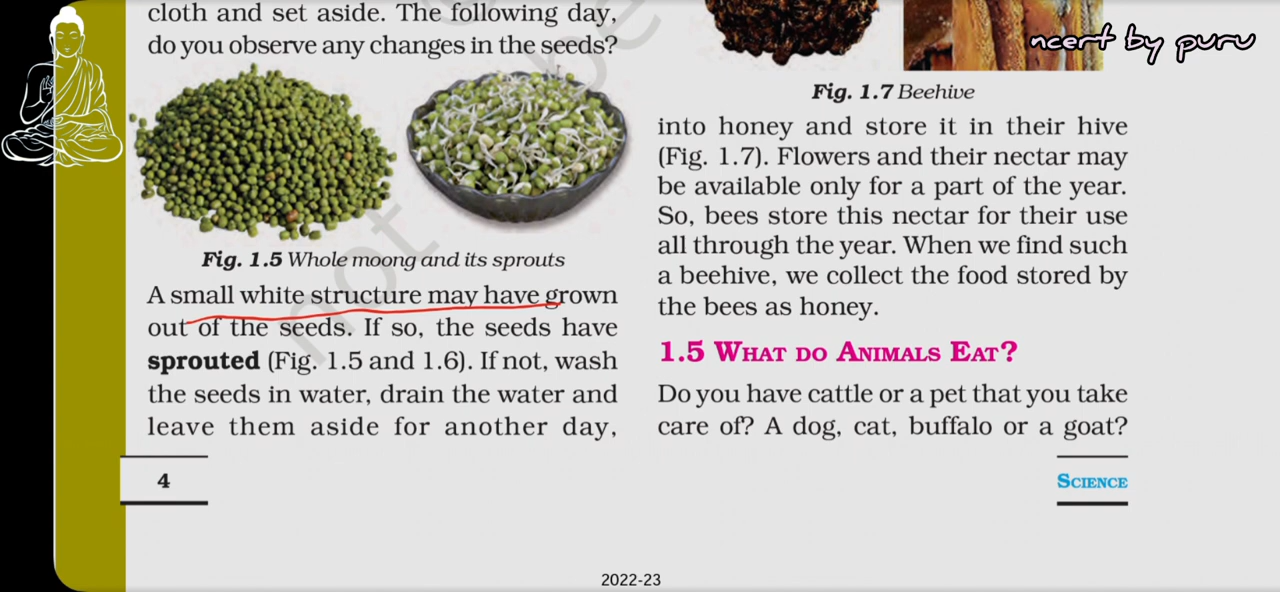 cloth and set aside. The following day,
do you observe any changes in the seeds?
Fig. 1.5 Whole moong and its sprouts
A small white structure may have grown
out of the seeds. If so, the seeds have
sprouted (Fig. 1.5 and 1.6). If not, wash
the seeds in water, drain the water and
leave them aside for another day,
4
ncert by puru
Fig. 1.7 Beehive
into honey and store it in their hive
(Fig. 1.7). Flowers and their nectar may
be available only for a part of the year.
So, bees store this nectar for their use
all through the year. When we find such
a beehive, we collect the food stored by
the bees as honey.
1.5 WHAT DO ANIMALS EAT?
Do you have cattle or a pet that you take
care of? A dog, cat, buffalo or a goat?
SCIENCE
2022-23
not be